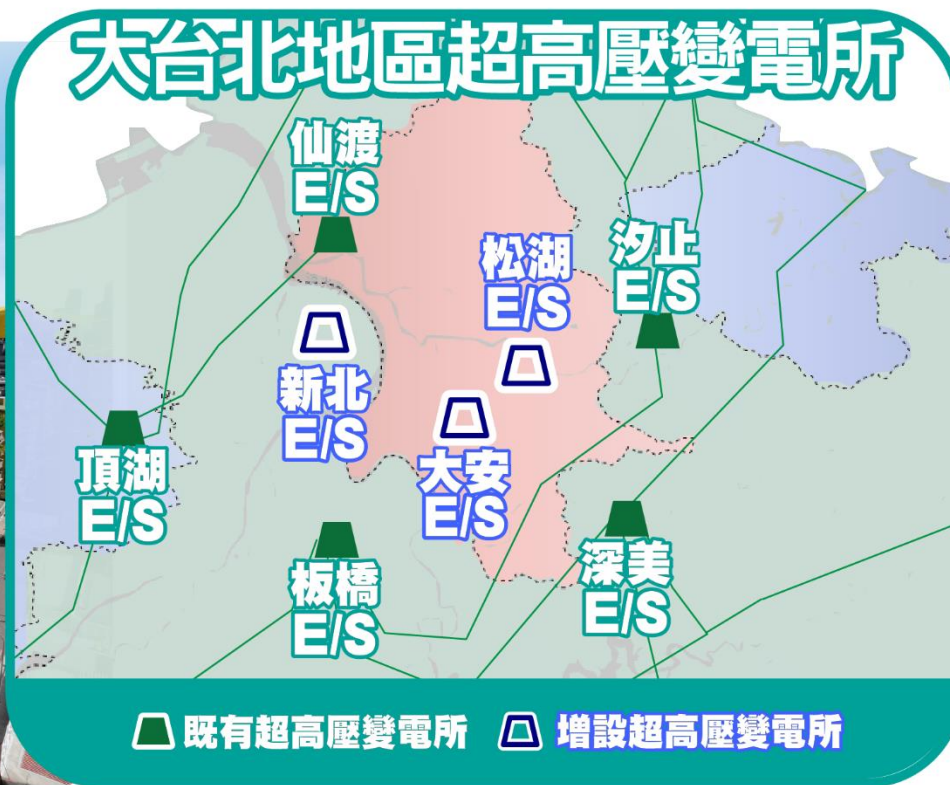 大台北地區超高壓變電所
仙渡
E/S
松湖
E/S
汐止
E/S
新北
E/S
大安
E/S
頂湖
E/S
板橋
E/S
深美
E/S
既有超高壓變電所
增設超高壓變電所